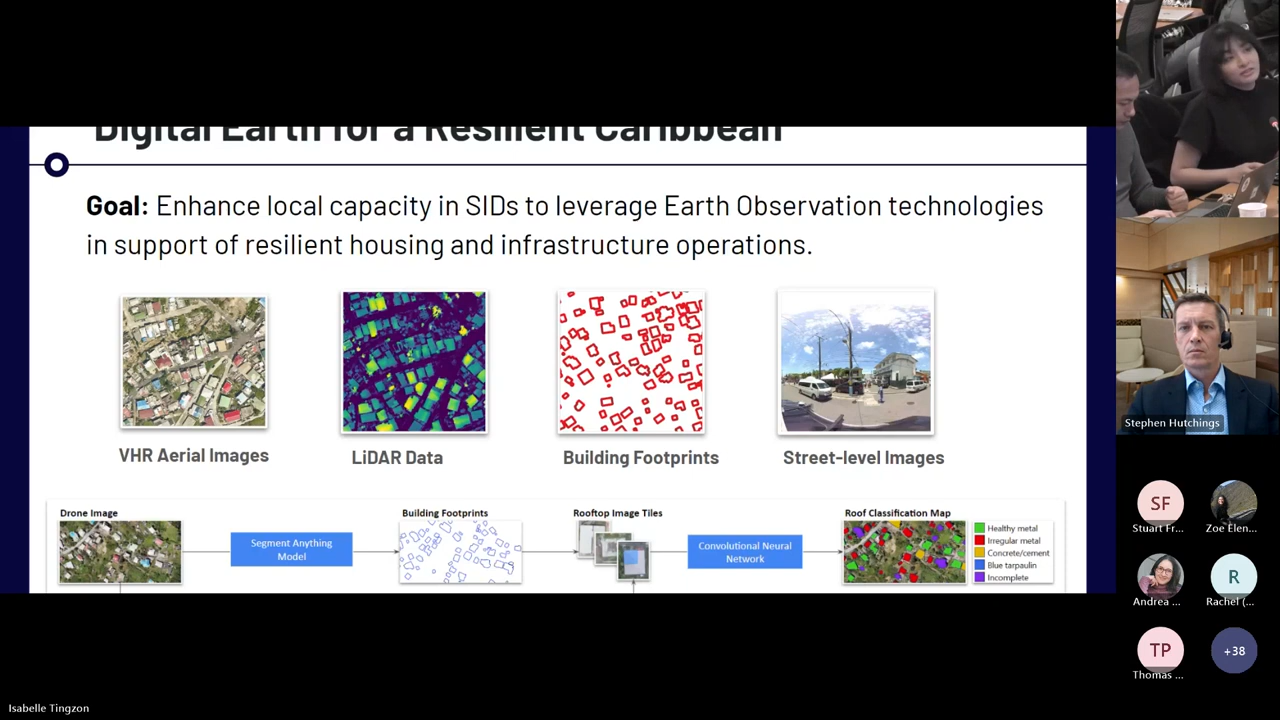 Digital Earth for a Resilient Caribbean
Goal: Enhance local capacity in SIDs to leverage Earth Observation technologies
in support of resilient housing and infrastructure operations.
VHR Aerial Images
LiDAR Data
Building Footprints
Street-level Images
Drone Image
Segment Anything
Model
Building Footprints
Rooftop Image Tiles
Convolutional Neural
Network
Roof Classification Map
Healthy metal
Irregular metal
Concrete/cement
Blue tarpaulin
Incomplete
Stephen Hutchings
SF
Stuart Fr...
Zoe Elen...
Andrea ...
R
Rachel (...
TP
Thomas ...
+38
Isabelle Tingzon